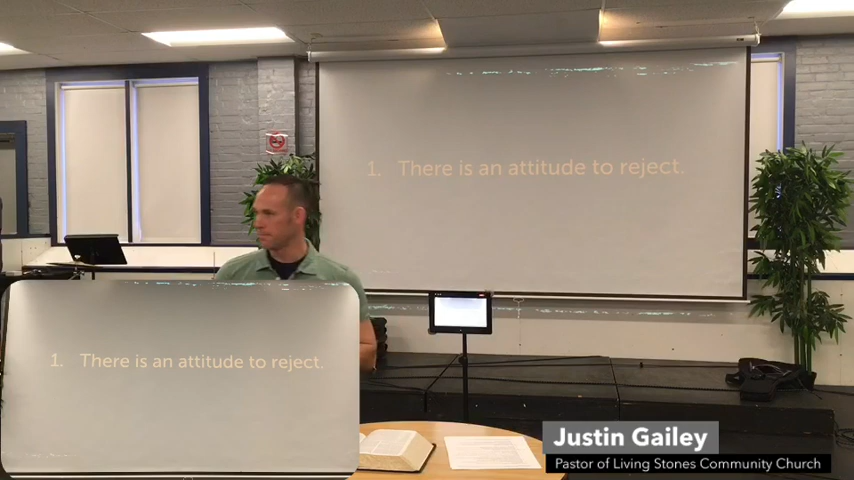 1. There is an attitude to reject.
1. There is an attitude to reject.
Justin Gailey
Pastor of Living Stones Community Church